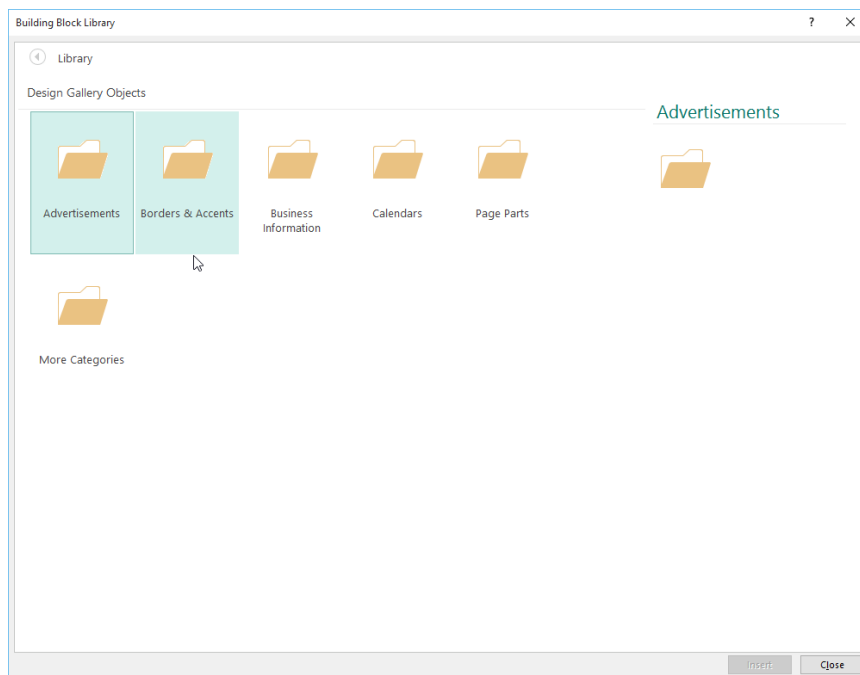 Building Block Library
?
Library
Design Gallery Objects
Advertisements
Advertisements
Borders & Accents
Business
Information
Calendars
Page Parts
More Categories
Insert
Close